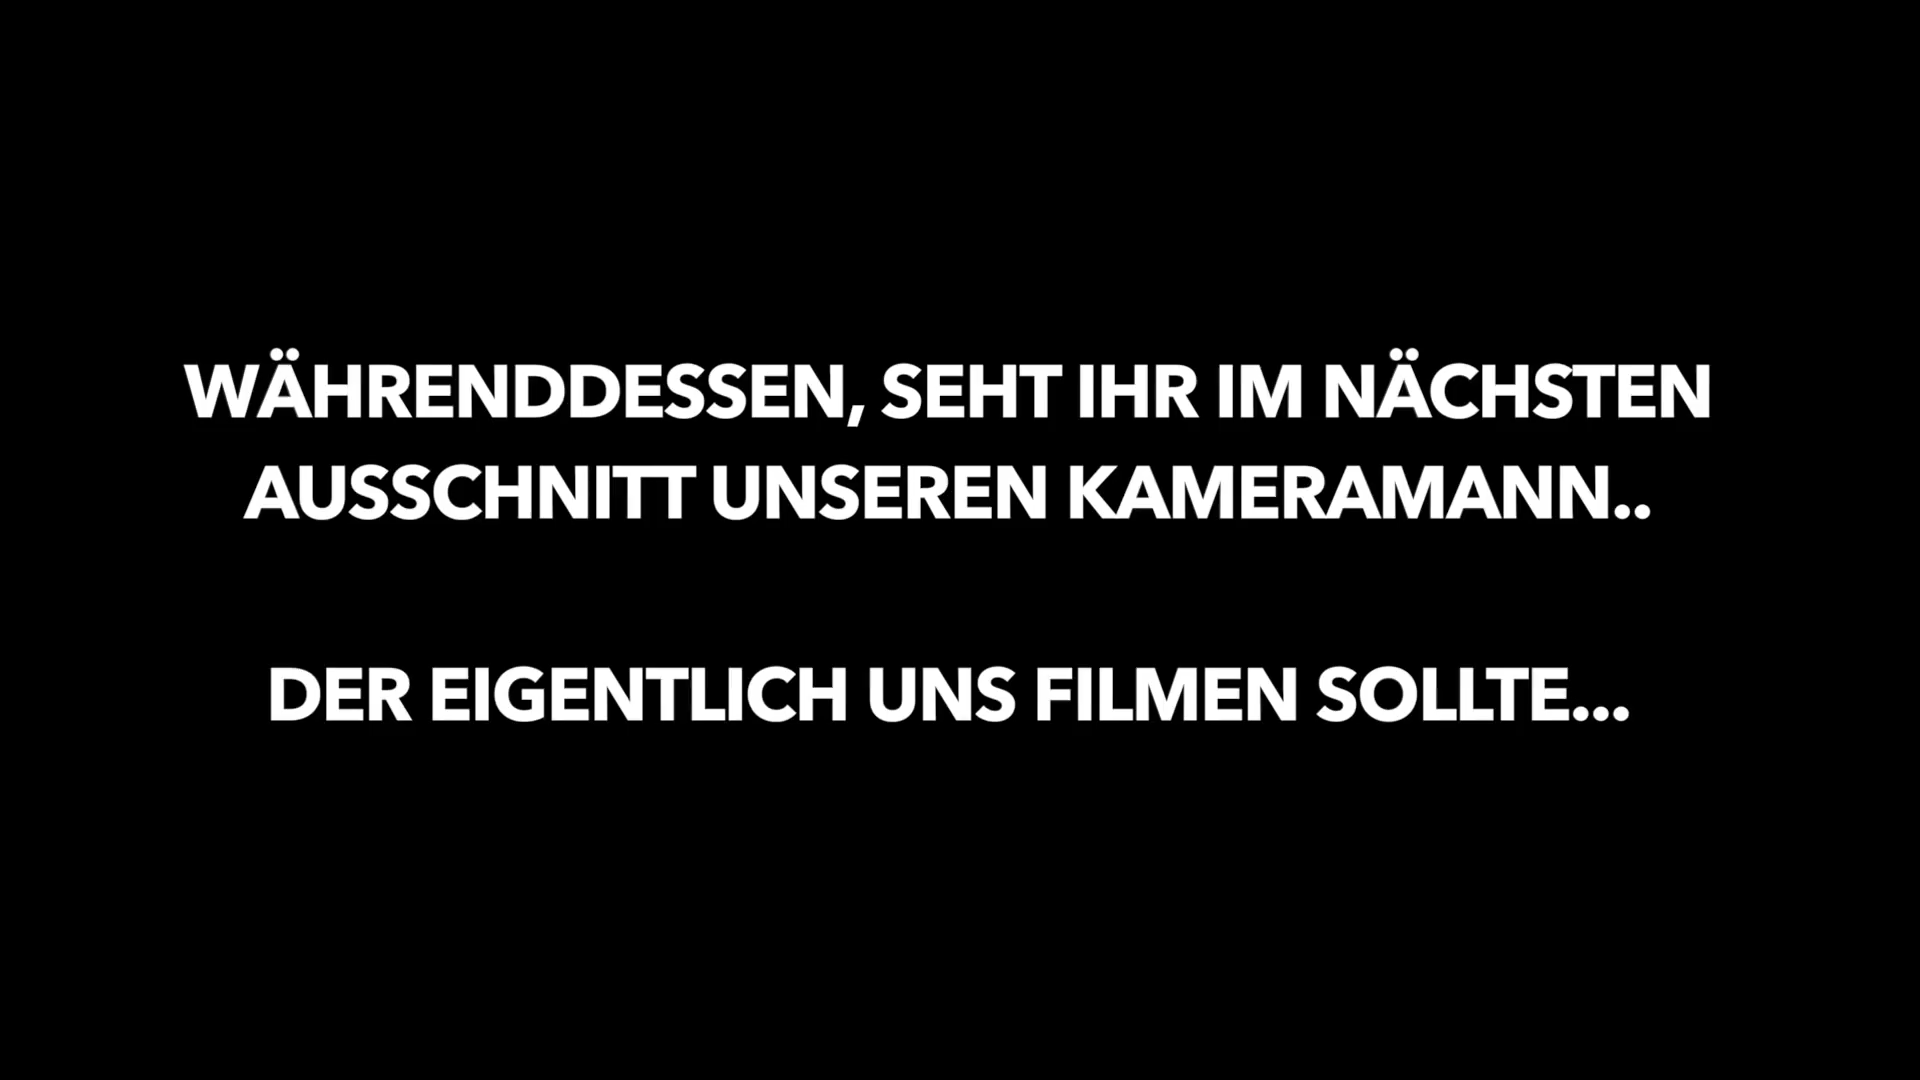 WÄHRENDDESSEN, SEHT IHR IM NÄCHSTEN
AUSSCHNITT UNSEREN KAMERAMANN..
DER EIGENTLICH UNS FILMEN SOLLTE...